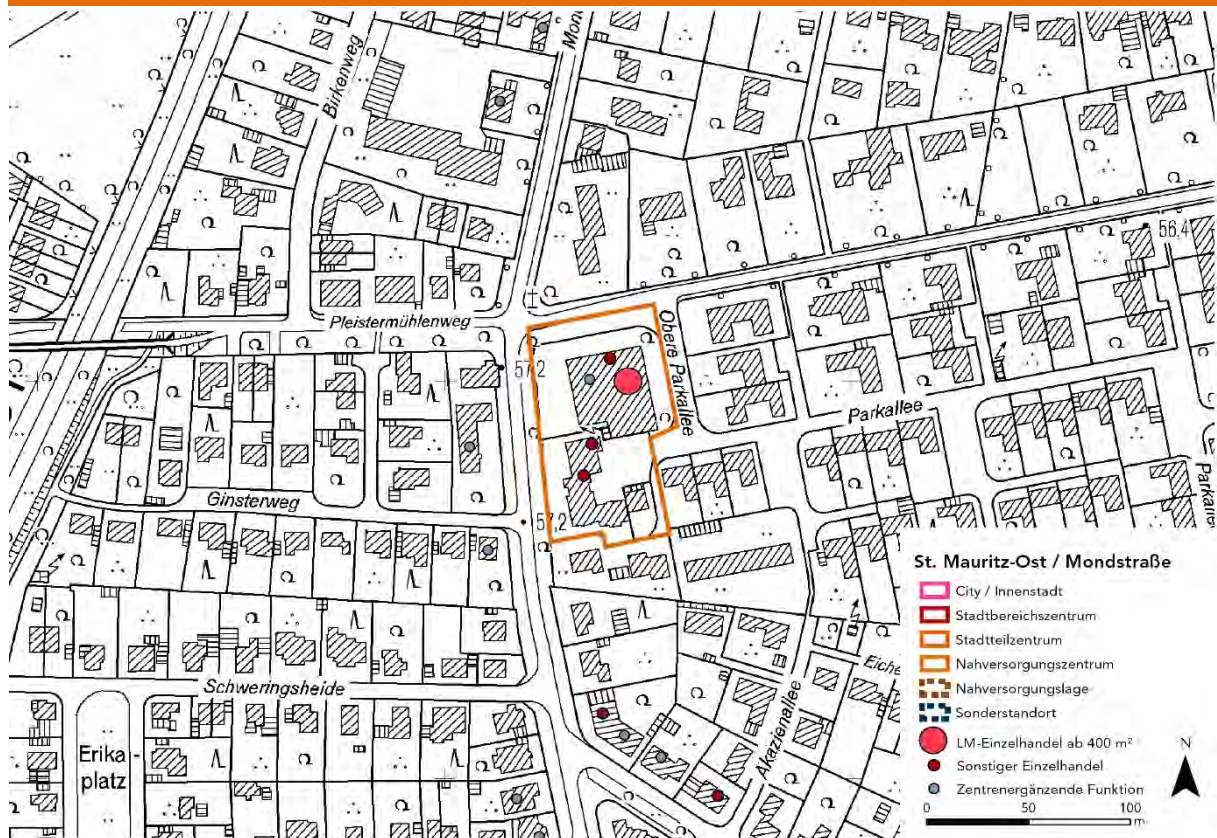 Birkenweg
Mon
56,4
Pleistermühlenweg
57,2
Obere Parkallee
Parkallee
Parkallee
Ginsterweg
57,2
Schweringsheide
Eiche
Akazienallee
Erika-
platz
St. Mauritz-Ost / Mondstraße
City / Innenstadt
Stadtbereichszentrum
Stadtteilzentrum
Nahversorgungszentrum
Nahversorgungslage
Sonderstandort
LM-Einzelhandel ab 400 m²
Sonstiger Einzelhandel
Zentrenergänzende Funktion
N
0 50 100
m